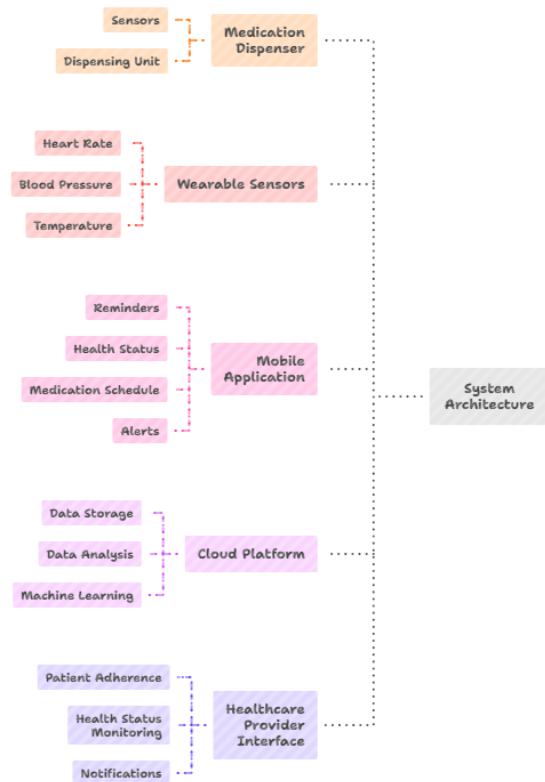 Sensors
Medication
Dispenser
Dispensing Unit
Heart Rate
Blood Pressure
Wearable Sensors
Temperature
Reminders
Health Status
Mobile
Application
Medication Schedule
Alerts
System
Architecture
Data Storage
Data Analysis
Cloud Platform
Machine Learning
Patient Adherence
Health Status
Monitoring
Healthcare
Provider
Interface
Notifications